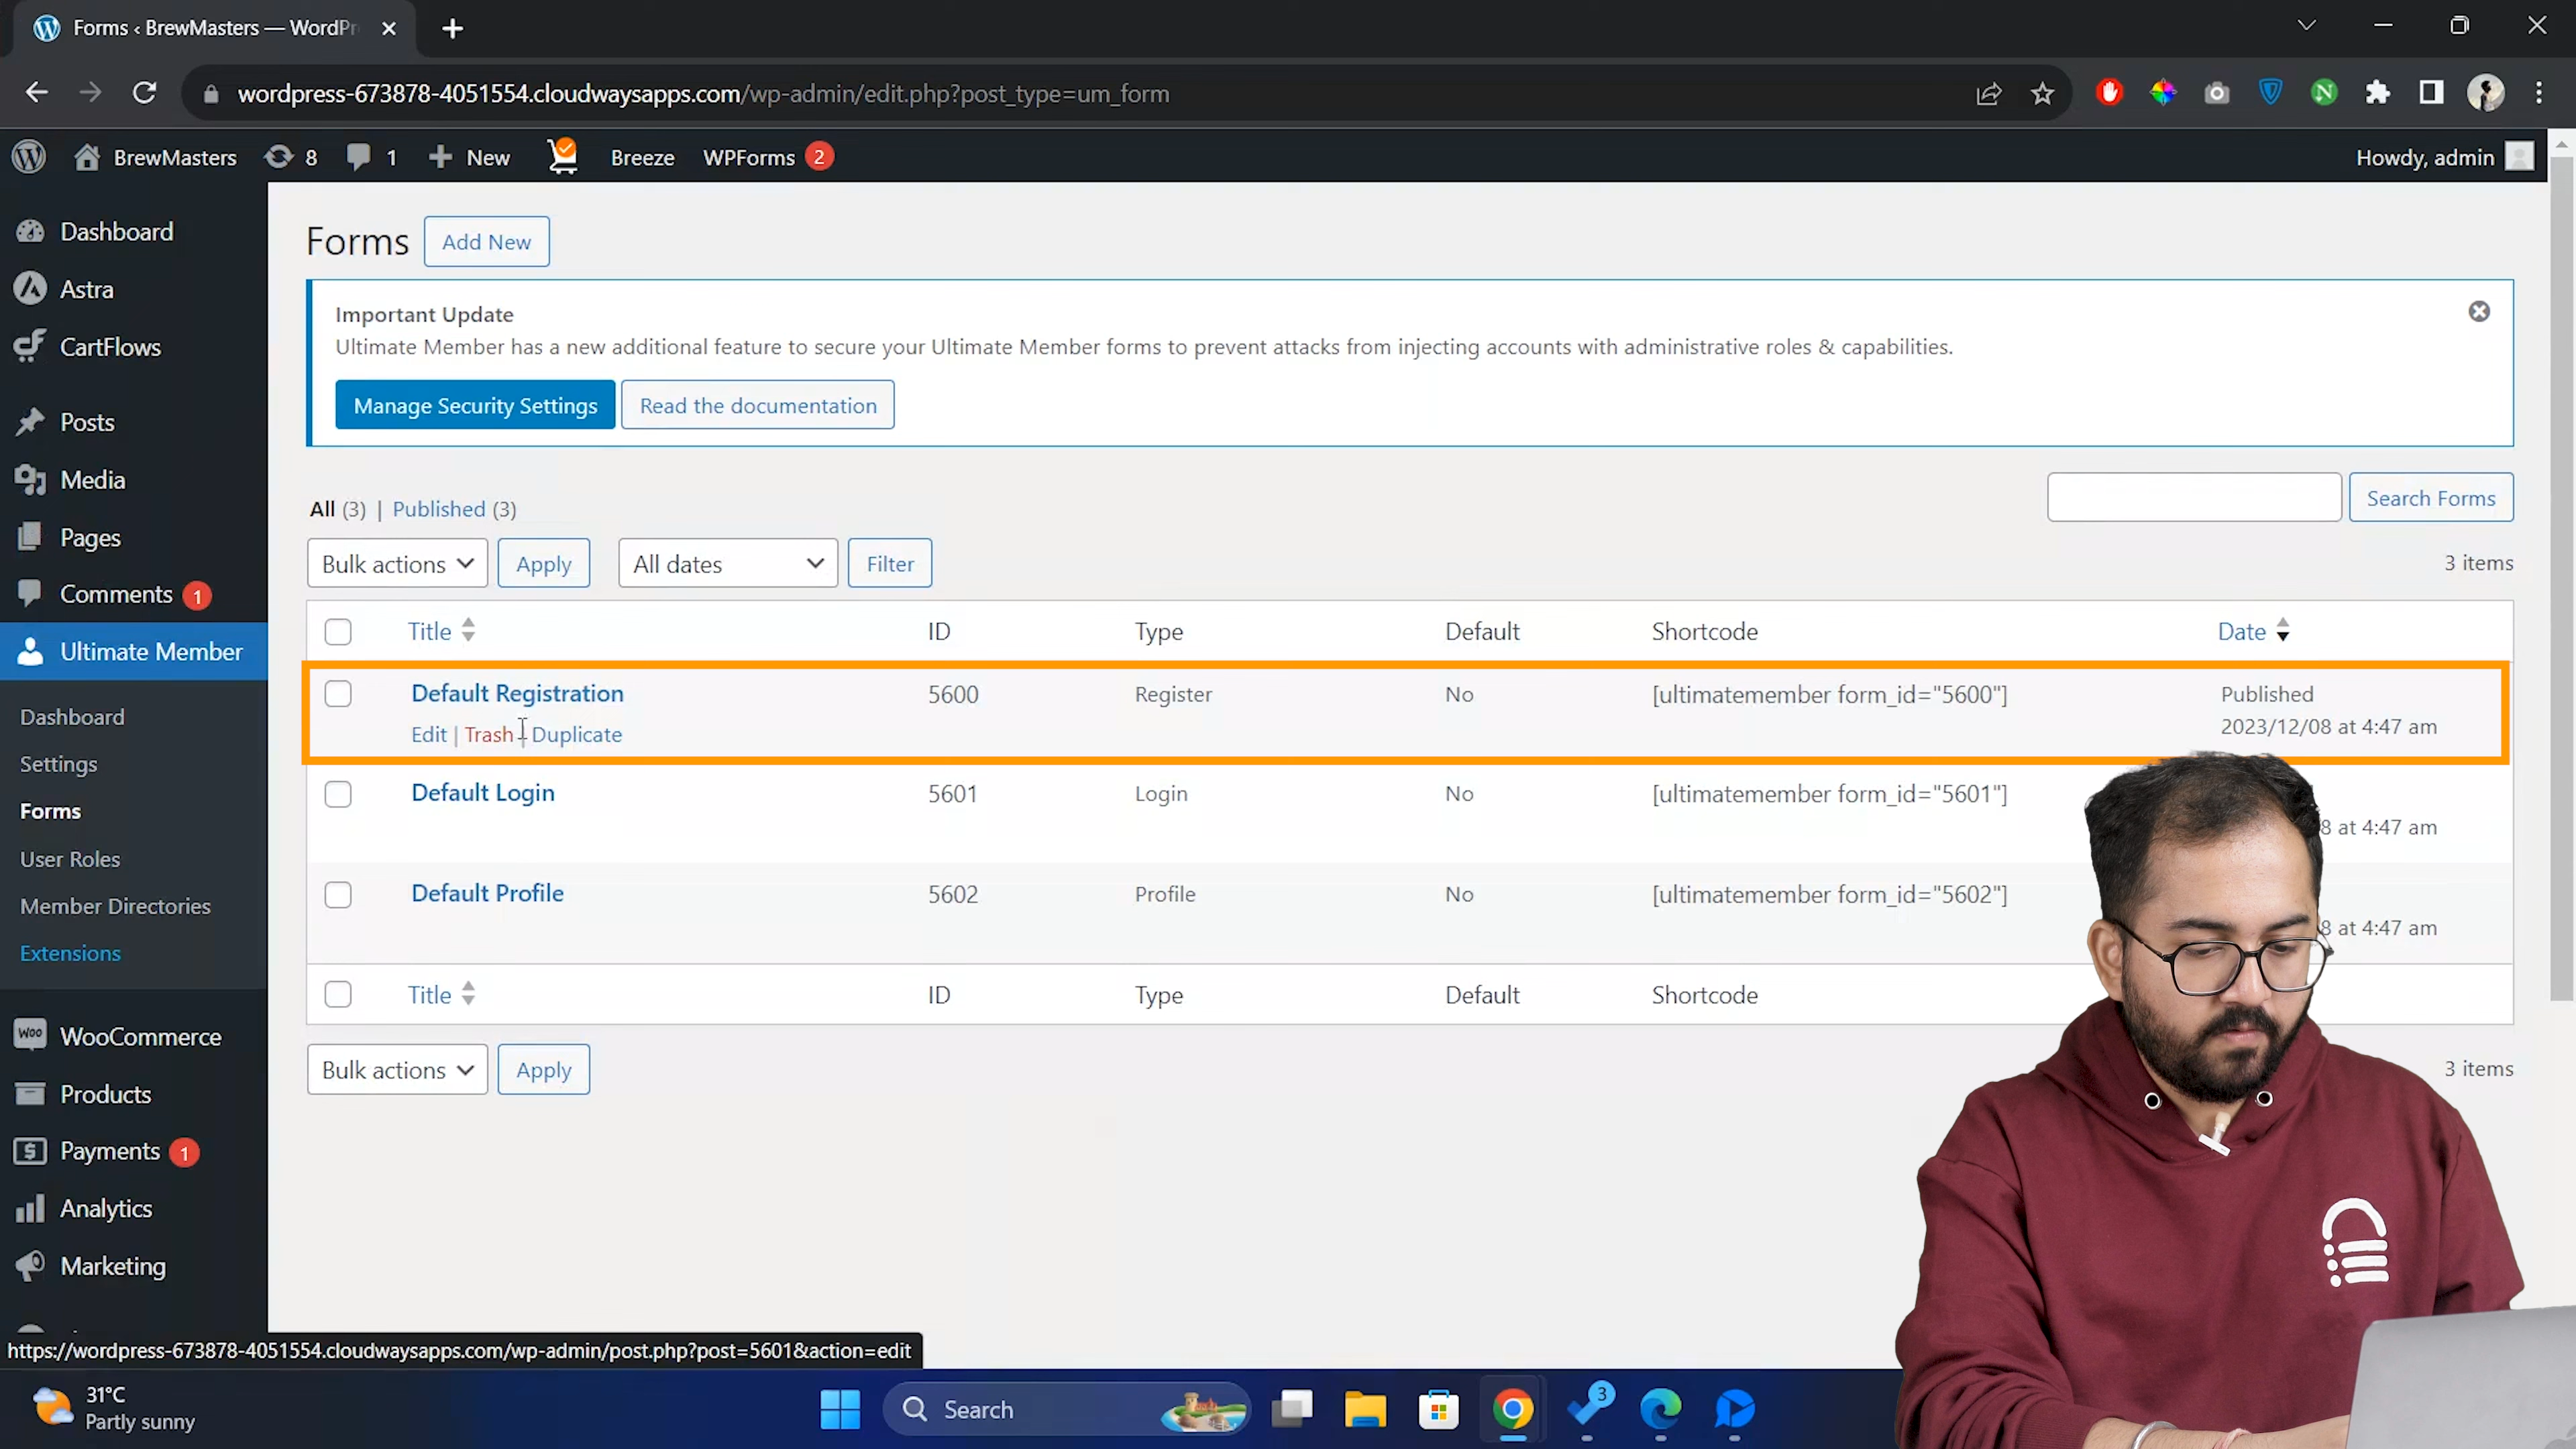 Forms ‹ BrewMasters — WordPr
wordpress-673878-4051554.cloudwaysapps.com/wp-admin/edit.php?post_type=um_form
BrewMasters 8 1 New Breeze WPForms 2 Howdy, admin
Dashboard
Astra
CartFlows
Posts
Media
Pages
Comments 1
Ultimate Member
Dashboard
Settings
Forms
User Roles
Member Directories
Extensions
WooCommerce
Products
Payments 1
Analytics
Marketing
Forms Add New
Important Update
Ultimate Member has a new additional feature to secure your Ultimate Member forms to prevent attacks from injecting accounts with administrative roles & capabilities.
Manage Security Settings Read the documentation
All (3) | Published (3)
Search Forms
Bulk actions Apply All dates Filter 3 items
Title ID Type Default Shortcode Date
Default Registration 5600 Register No [ultimatemember form_id="5600"] Published
Edit | Trash | Duplicate 2023/12/08 at 4:47 am
Default Login 5601 Login No [ultimatemember form_id="5601"]
8 at 4:47 am
Default Profile 5602 Profile No [ultimatemember form_id="5602"]
8 at 4:47 am
Title ID Type Default Shortcode
Bulk actions Apply 3 items
https://wordpress-673878-4051554.cloudwaysapps.com/wp-admin/post.php?post=5601&action=edit
31°C
Partly sunny
Search
3